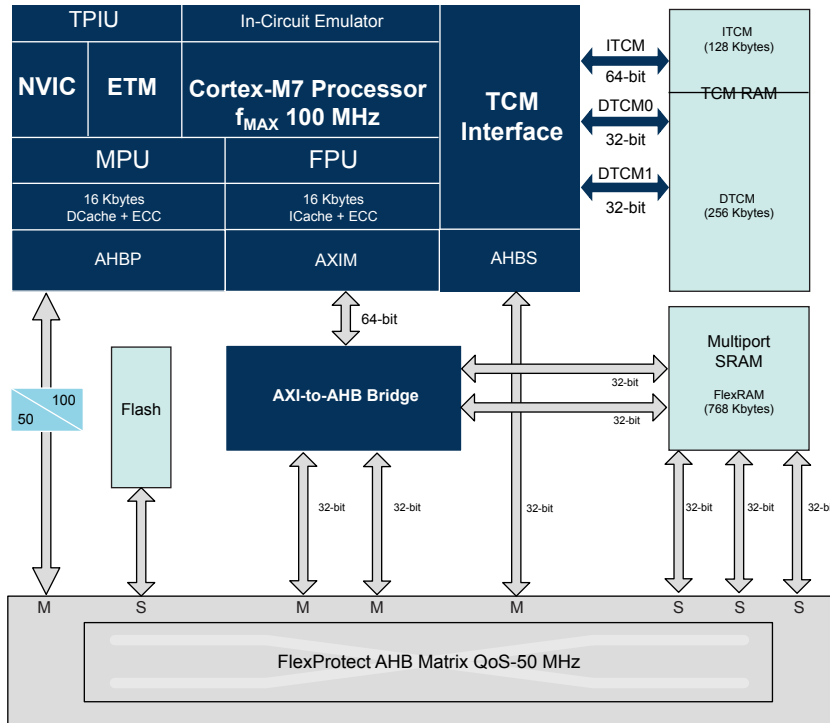 TPIU
In-Circuit Emulator
NVIC
ETM
Cortex-M7 Processor
fMAX 100 MHz
TCM
Interface
MPU
FPU
16 Kbytes
DCache + ECC
16 Kbytes
ICache + ECC
AHBP
AXIM
AHBS
ITCM
64-bit
DTCM0
32-bit
DTCM1
32-bit
ITCM
(128 Kbytes)
TCM RAM
DTCM
(256 Kbytes)
64-bit
100
50
Flash
AXI-to-AHB Bridge
32-bit
32-bit
Multiport
SRAM
FlexRAM
(768 Kbytes)
32-bit
32-bit
32-bit
32-bit
32-bit
32-bit
M
S
M
M
M
S
S
S
FlexProtect AHB Matrix QoS-50 MHz